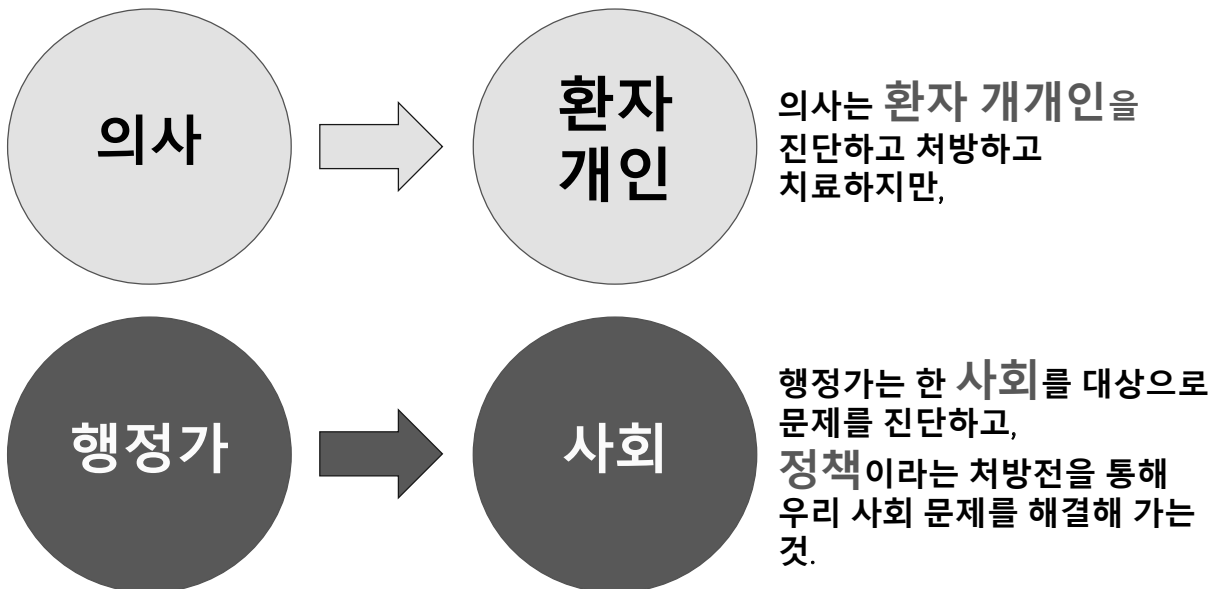 의사
환자
개인
의사는 환자 개개인을
진단하고 처방하고
치료하지만,
행정가
사회
행정가는 한 사회를 대상으로
문제를 진단하고,
정책이라는 처방전을 통해
우리 사회 문제를 해결해 가는
것.